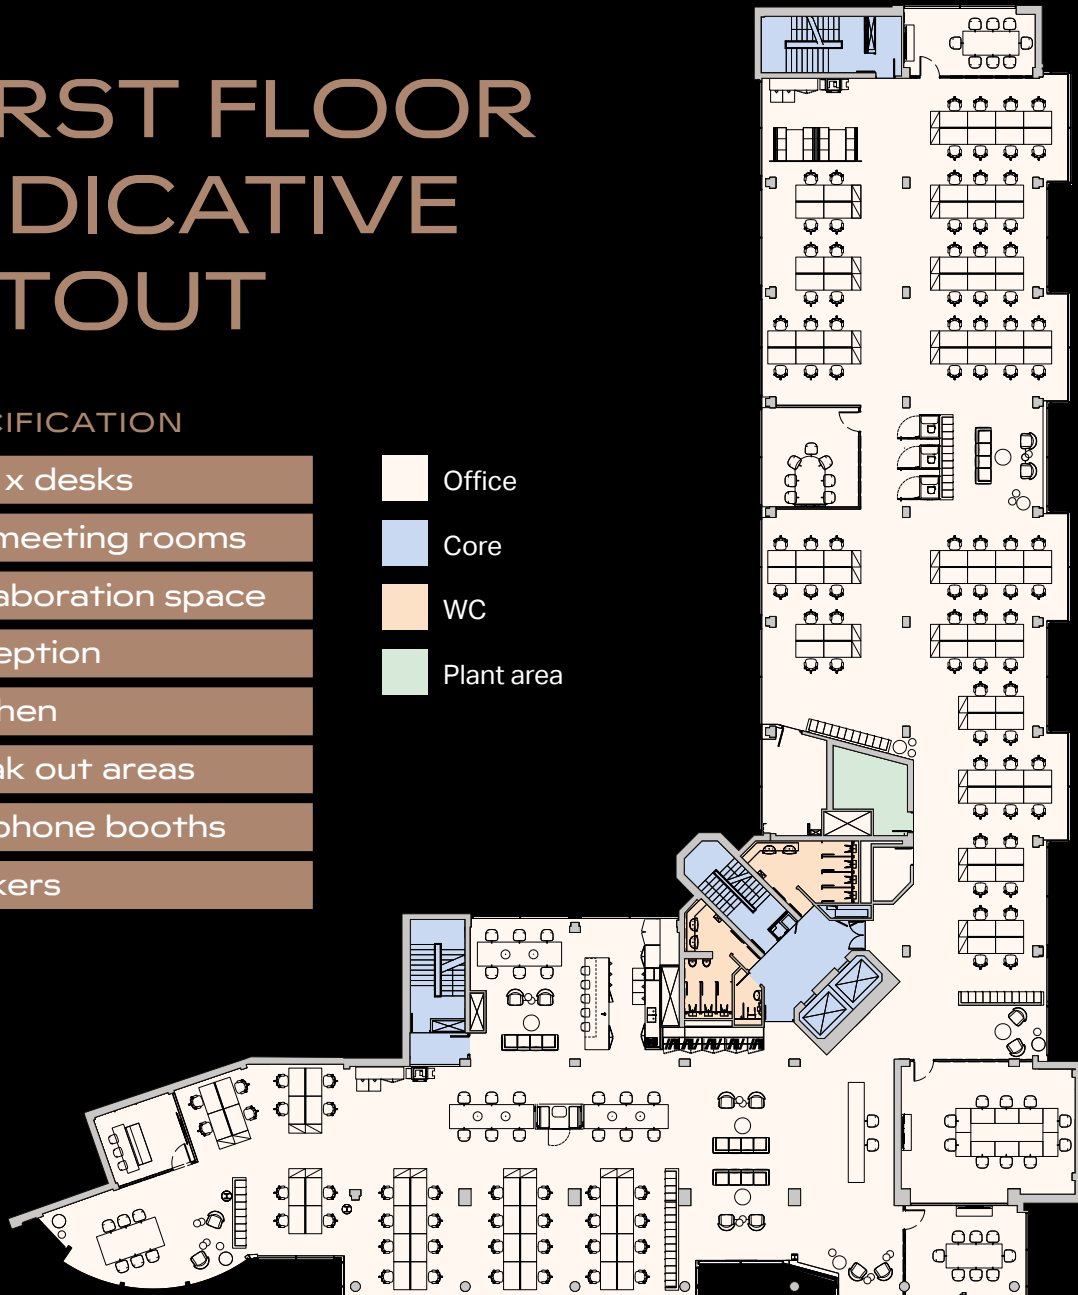 RST FLOOR
DICATIVE
TOUT
CIFICATION
x desks
meeting rooms
aboration space
eption
hen
ak out areas
phone booths
kers
Office
Core
WC
Plant area